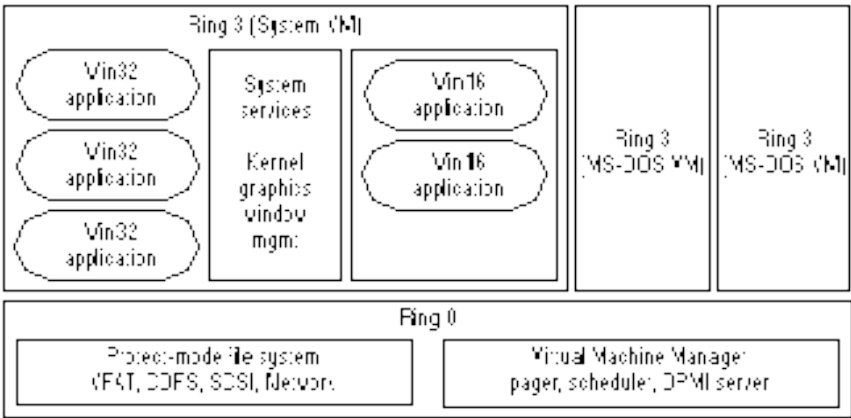 Ring 3 (System VM)
Win32
application
Win32
application
Win32
application
System
services
Kernel
graphics
window
mgmt
Win16
application
Win16
application
Ring 3
(MS-DOS VM)
Ring 3
(MS-DOS VM)
Ring 0
Protect-mode file system
VFAT, CDFS, SCSI, Network
Virtual Machine Manager
pager, scheduler, DPMI server